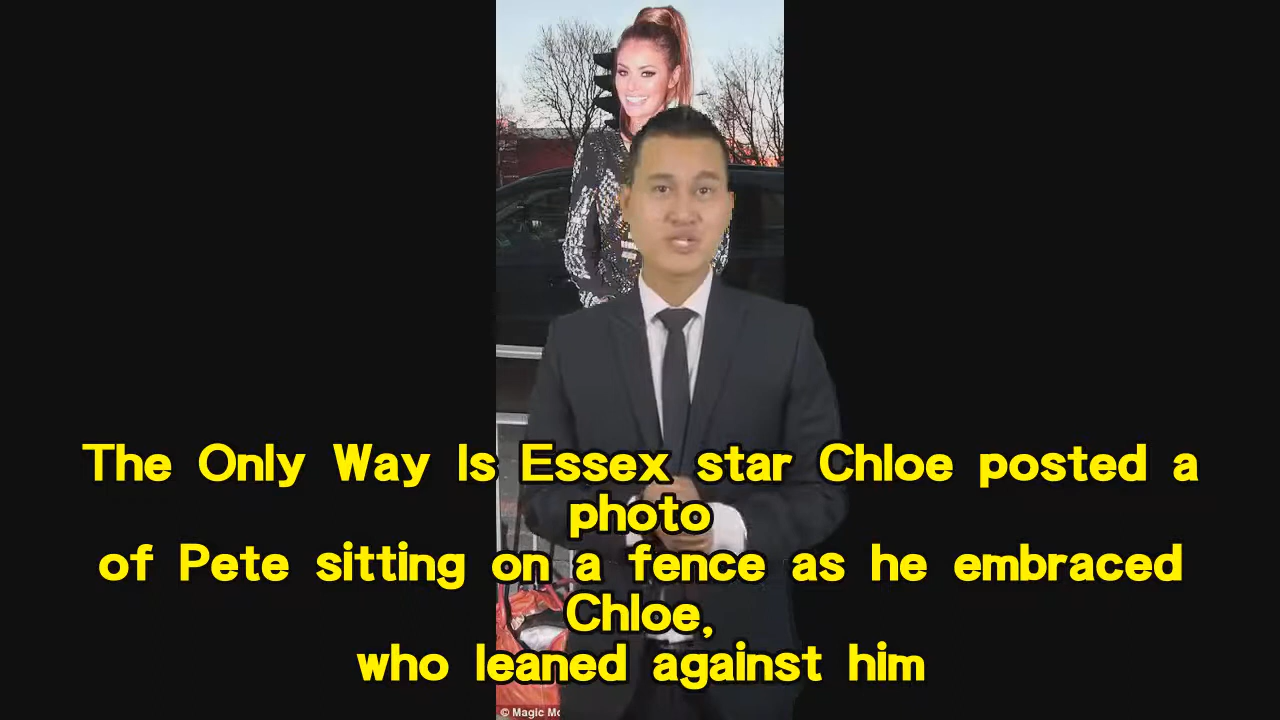 The Only Way Is Essex star Chloe posted a
photo
of Pete sitting on a fence as he embraced
Chloe,
who leaned against him
© Magic Mo